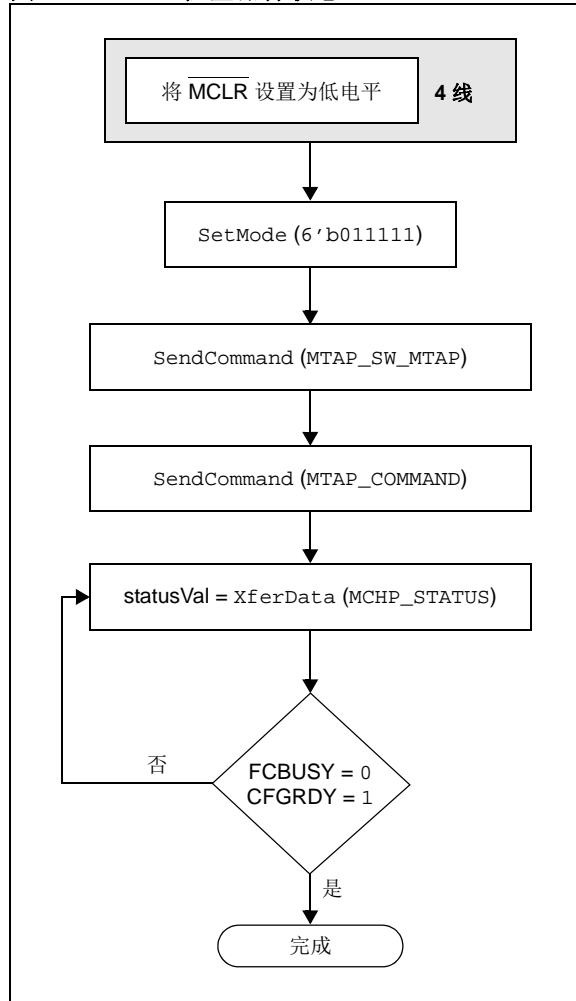 将 MCLR 设置为低电平
4 线
SetMode (6'b011111)
SendCommand (MTAP_SW_MTAP)
SendCommand (MTAP_COMMAND)
statusVal = XferData (MCHP_STATUS)
否
FCBUSY = 0
CFGRDY = 1
是
完成